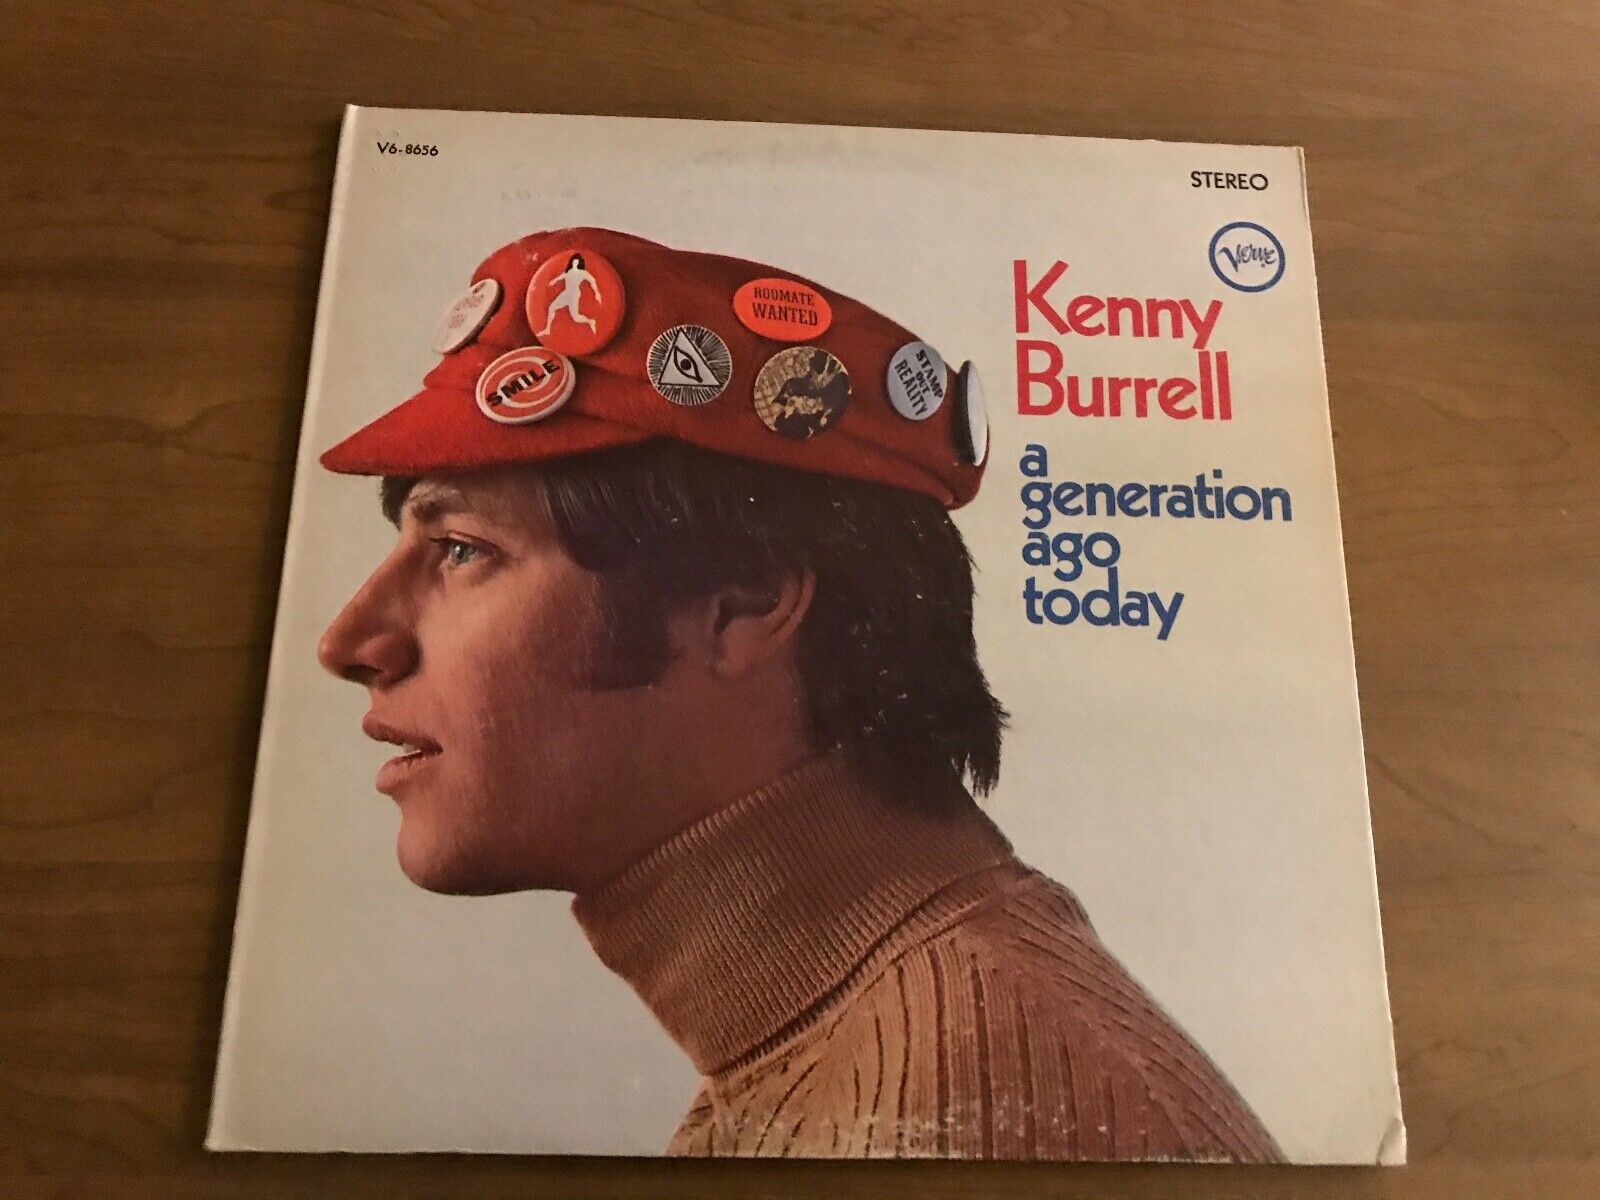 V6-8656
STEREO
Verve
Kenny
Burrell
a
generation
ago
today
ROOMATE
WANTED
SMILE
STAMP
OUT
REALITY